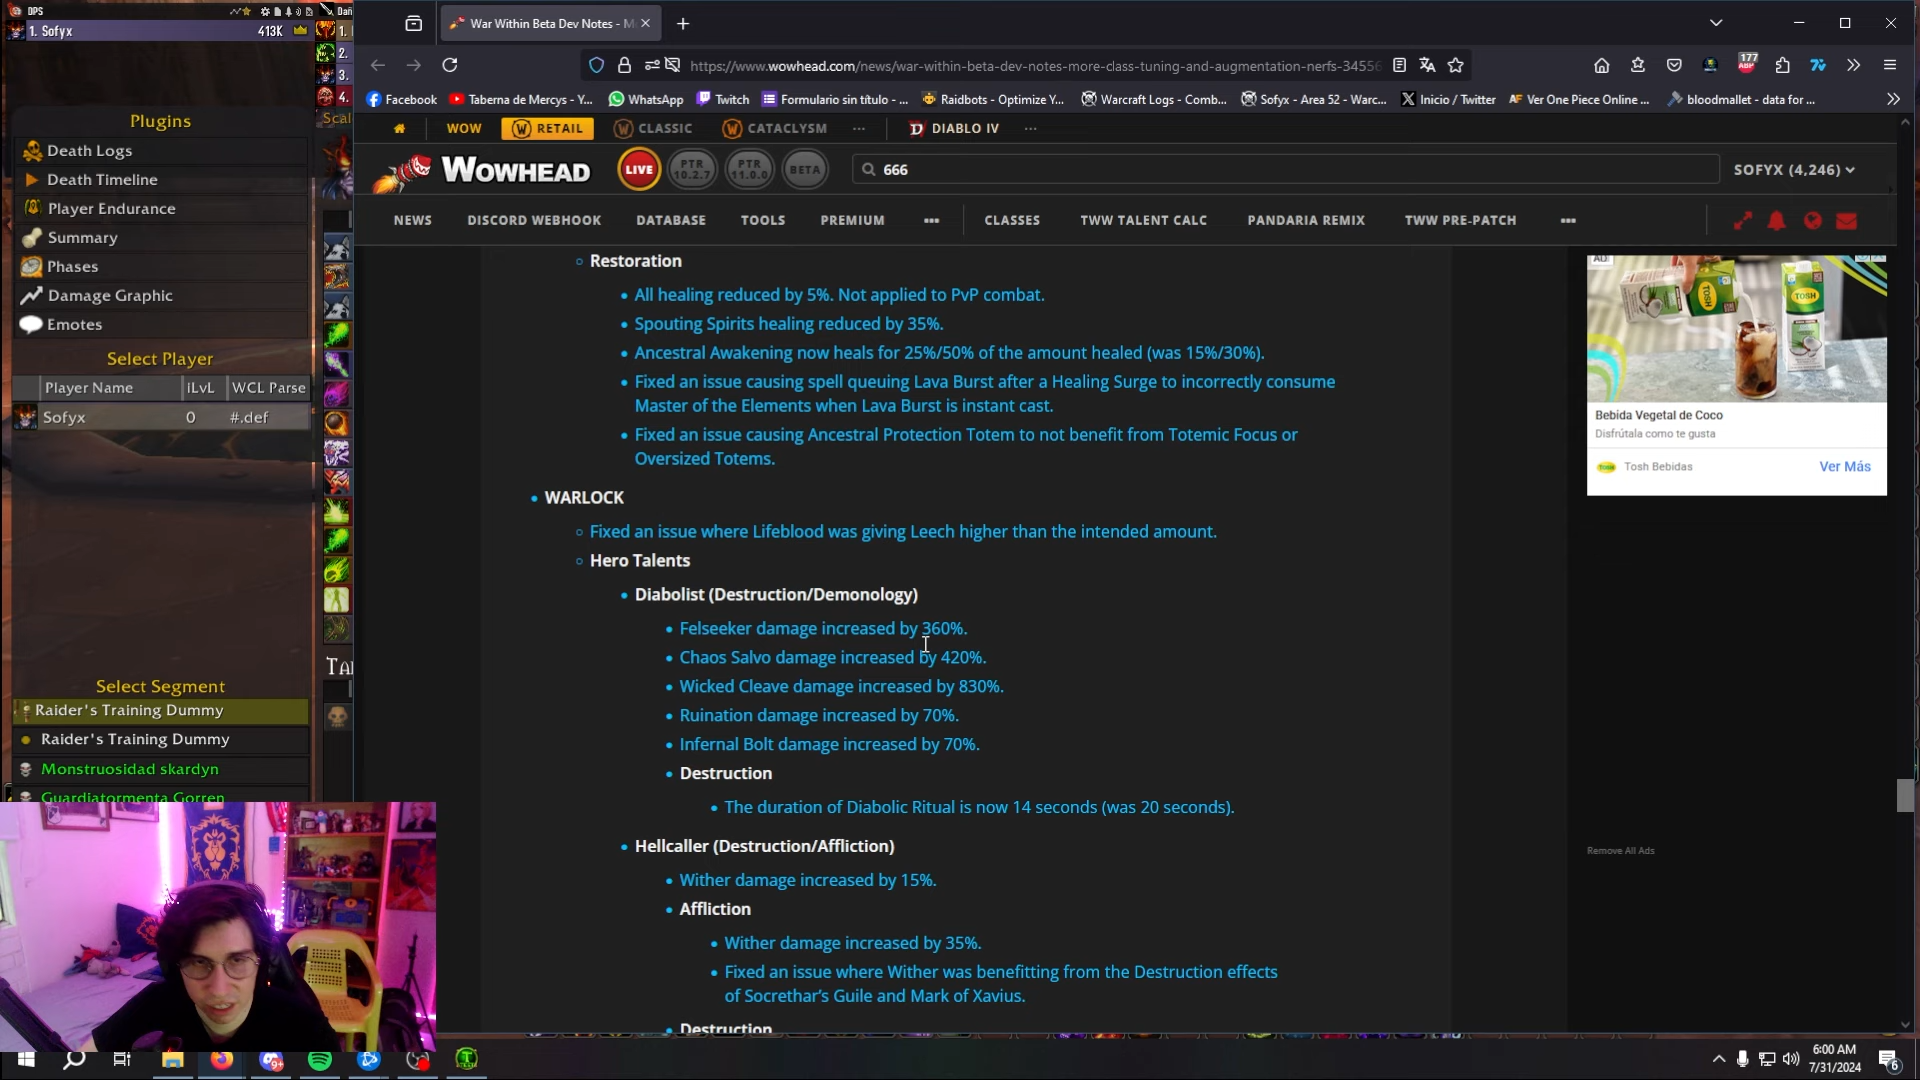 DPS
1. Sofyx 413K
Plugins
Death Logs
Death Timeline
Player Endurance
Summary
Phases
Damage Graphic
Emotes
Select Player
Player Name iLvL WCL Parse
Sofyx 0 #.def
Select Segment
Raider's Training Dummy
Raider's Training Dummy
Monstruosidad skardyn
Guardiatormenta Gorren
1.
2.
3.
4.
War Within Beta Dev Notes - M
https://www.wowhead.com/news/war-within-beta-dev-notes-more-class-tuning-and-augmentation-nerfs-34556
177
ABP
Facebook Taberna de Mercys - Y... WhatsApp Twitch Formulario sin título - ... Raidbots - Optimize Y... Warcraft Logs - Comb... Sofyx - Area 52 - Warc... Inicio / Twitter AF Ver One Piece Online ... bloodmallet - data for ...
WOW RETAIL CLASSIC CATACLYSM ... DIABLO IV ...
WOWHEAD LIVE PTR 10.2.7 PTR 11.0.0 BETA 666 SOFYX (4,246)
NEWS DISCORD WEBHOOK DATABASE TOOLS PREMIUM ... CLASSES TWW TALENT CALC PANDARIA REMIX TWW PRE-PATCH ...
Restoration
All healing reduced by 5%. Not applied to PvP combat.
Spouting Spirits healing reduced by 35%.
Ancestral Awakening now heals for 25%/50% of the amount healed (was 15%/30%).
Fixed an issue causing spell queuing Lava Burst after a Healing Surge to incorrectly consume
Master of the Elements when Lava Burst is instant cast.
Fixed an issue causing Ancestral Protection Totem to not benefit from Totemic Focus or
Oversized Totems.
WARLOCK
Fixed an issue where Lifeblood was giving Leech higher than the intended amount.
Hero Talents
Diabolist (Destruction/Demonology)
Felseeker damage increased by 360%.
Chaos Salvo damage increased by 420%.
Wicked Cleave damage increased by 830%.
Ruination damage increased by 70%.
Infernal Bolt damage increased by 70%.
Destruction
The duration of Diabolic Ritual is now 14 seconds (was 20 seconds).
Hellcaller (Destruction/Affliction)
Wither damage increased by 15%.
Affliction
Wither damage increased by 35%.
Fixed an issue where Wither was benefitting from the Destruction effects
of Socrethar's Guile and Mark of Xavius.
Destruction
AD
TOSH
Bebida Vegetal de Coco
Disfrútala como te gusta
Tosh Bebidas Ver Más
Remove All Ads
9+
6:00 AM
7/31/2024
6